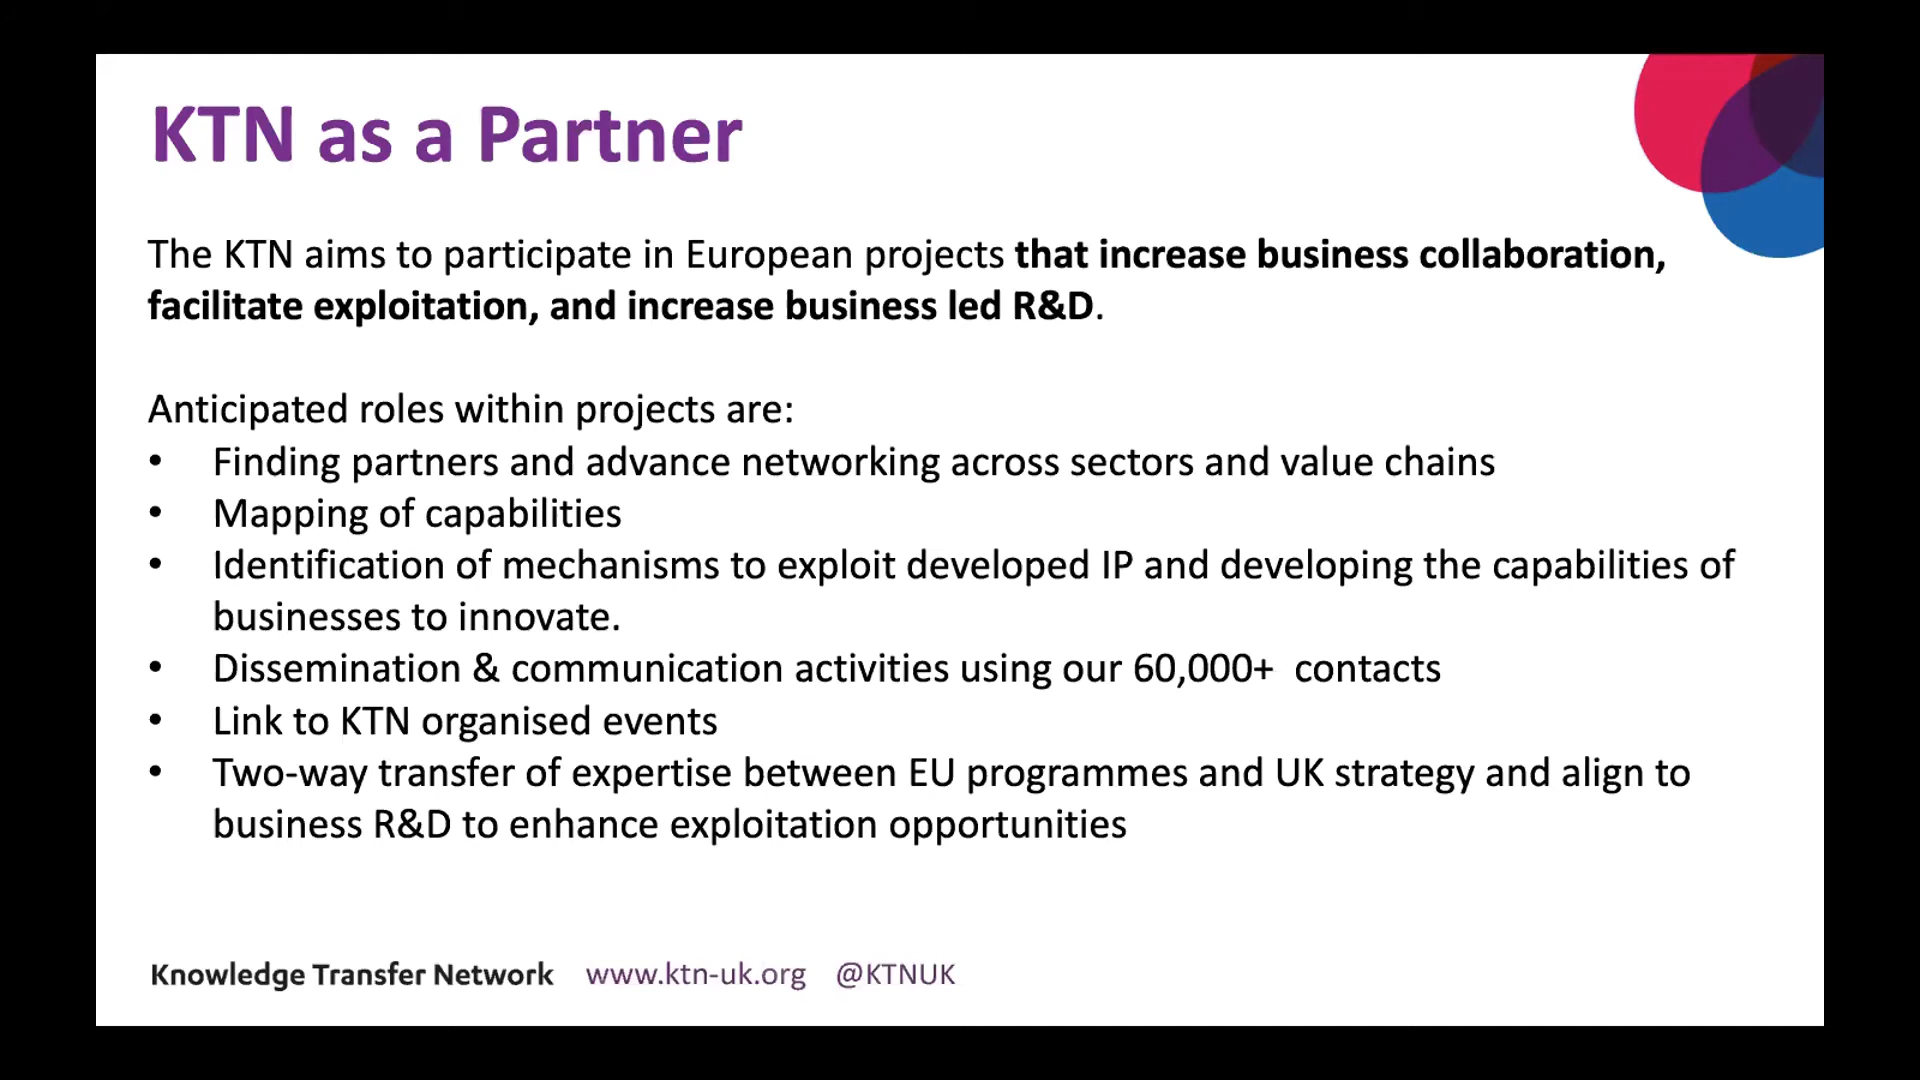 KTN as a Partner
The KTN aims to participate in European projects that increase business collaboration,
facilitate exploitation, and increase business led R&D.
Anticipated roles within projects are:
• Finding partners and advance networking across sectors and value chains
• Mapping of capabilities
• Identification of mechanisms to exploit developed IP and developing the capabilities of
businesses to innovate.
• Dissemination & communication activities using our 60,000+  contacts
• Link to KTN organised events
• Two-way transfer of expertise between EU programmes and UK strategy and align to
business R&D to enhance exploitation opportunities
Knowledge Transfer Network www.ktn-uk.org @KTNUK